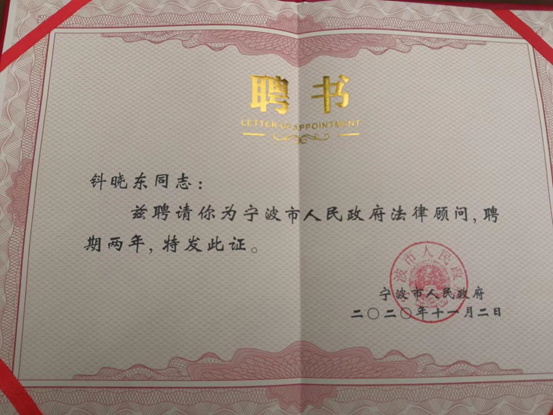 聘书
LETTER OF APPOINTMENT
钭晓东同志：
兹聘请你为宁波市人民政府法律顾问，聘
期两年，特发此证。
宁波市人民政府
二〇二〇年十一月二日